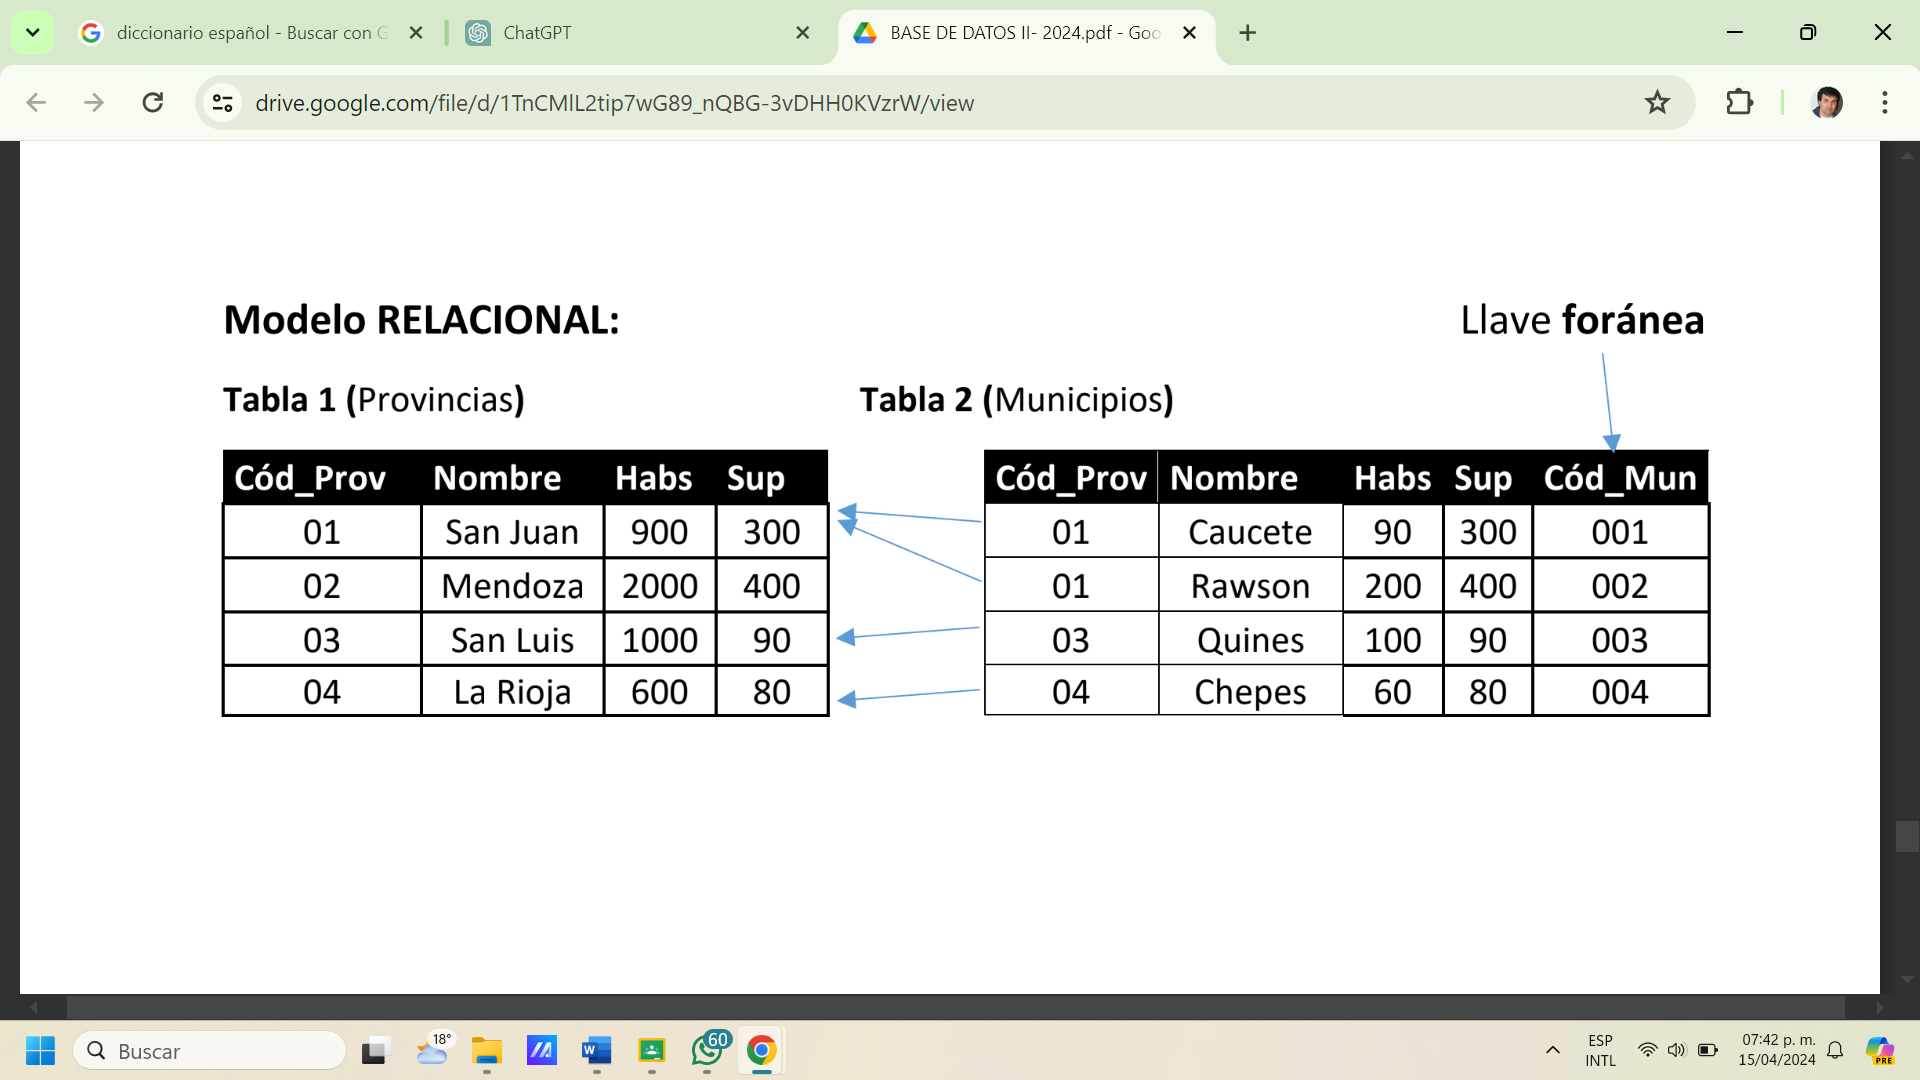 diccionario español - Buscar con G
ChatGPT
BASE DE DATOS II- 2024.pdf - Goo
drive.google.com/file/d/1TnCMlL2tip7wG89_nQBG-3vDHH0KVzrW/view
Modelo RELACIONAL:
Llave foránea
Tabla 1 (Provincias)
Tabla 2 (Municipios)
Cód_Prov Nombre Habs Sup
01 San Juan 900 300
02 Mendoza 2000 400
03 San Luis 1000 90
04 La Rioja 600 80
Cód_Prov Nombre Habs Sup Cód_Mun
01 Caucete 90 300 001
01 Rawson 200 400 002
03 Quines 100 90 003
04 Chepes 60 80 004
Buscar
18°
W
60
ESP
INTL
07:42 p. m.
15/04/2024
PRE